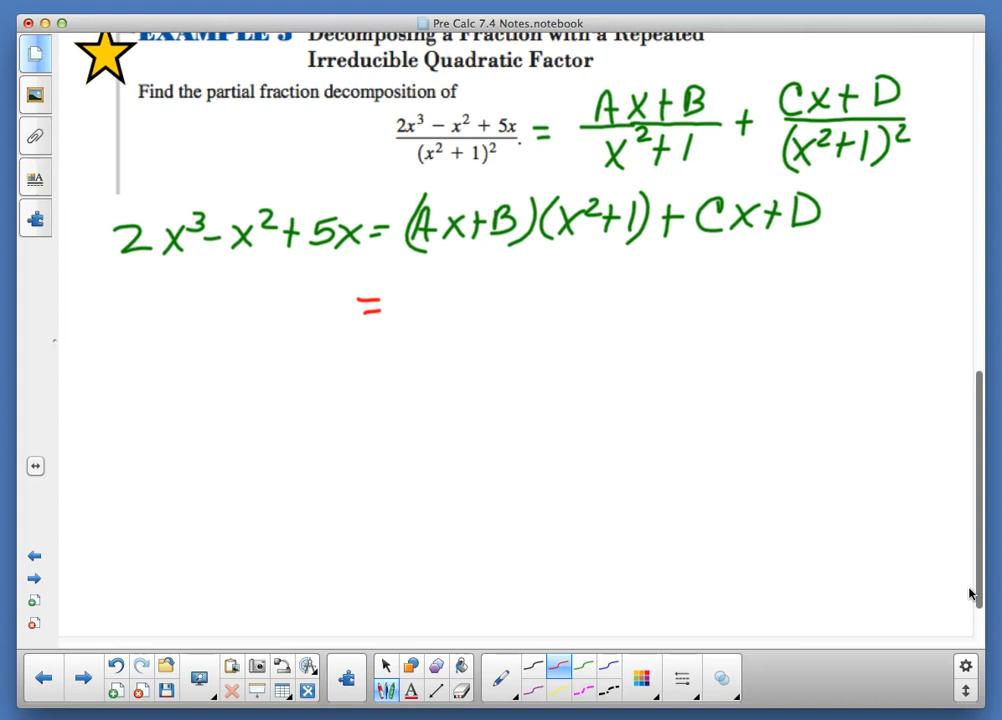 Pre Calc 7.4 Notes.notebook
EXAMPLE 3 Decomposing a Fraction with a Repeated
Irreducible Quadratic Factor
Find the partial fraction decomposition of
2x³ − x² + 5x / (x² + 1)² . = Ax+B / x²+1 + Cx+D / (x²+1)²
2x³-x²+5x = (Ax+B)(x²+1)+Cx+D
=